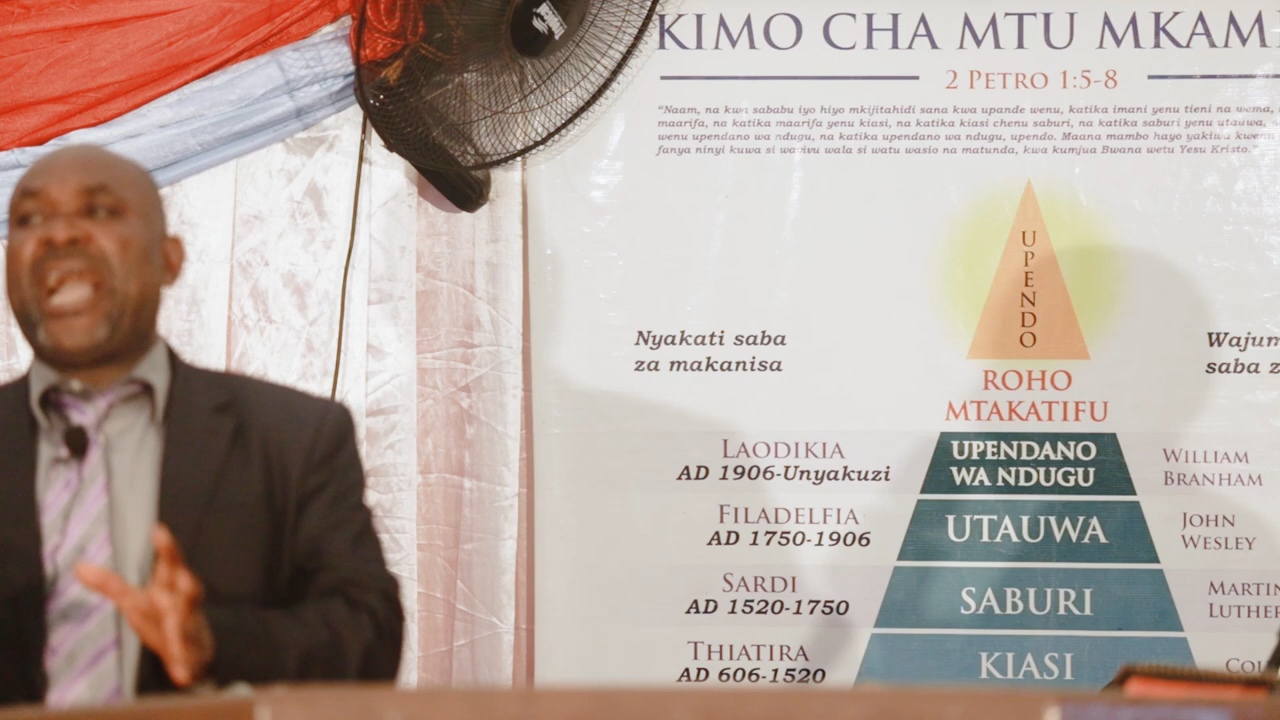 KIMO CHA MTU MKAMI
2 PETRO 1:5-8
"Naam, na kwa sababu iyo hiyo mkijitahidi sana kwa upande wenu, katika imani yenu tieni na wema,
maarifa, na katika maarifa yenu kiasi, na katika kiasi chenu saburi, na katika saburi yenu utauwa,
wenu upendano wa ndugu, na katika upendano wa ndugu, upendo. Maana mambo hayo yakiwa kwenu
fanya ninyi kuwa si wavivu wala si watu wasio na matunda, kwa kumjua Bwana wetu Yesu Kristo."
UPENDO
Nyakati saba
za makanisa
Wajum
saba z
ROHO
MTAKATIFU
LAODIKIA
AD 1906-Unyakuzi
UPENDANO
WA NDUGU
WILLIAM
BRANHAM
FILADELFIA
AD 1750-1906
UTAUWA
JOHN
WESLEY
SARDI
AD 1520-1750
SABURI
MARTIN
LUTHER
THIATIRA
AD 606-1520
KIASI
COL